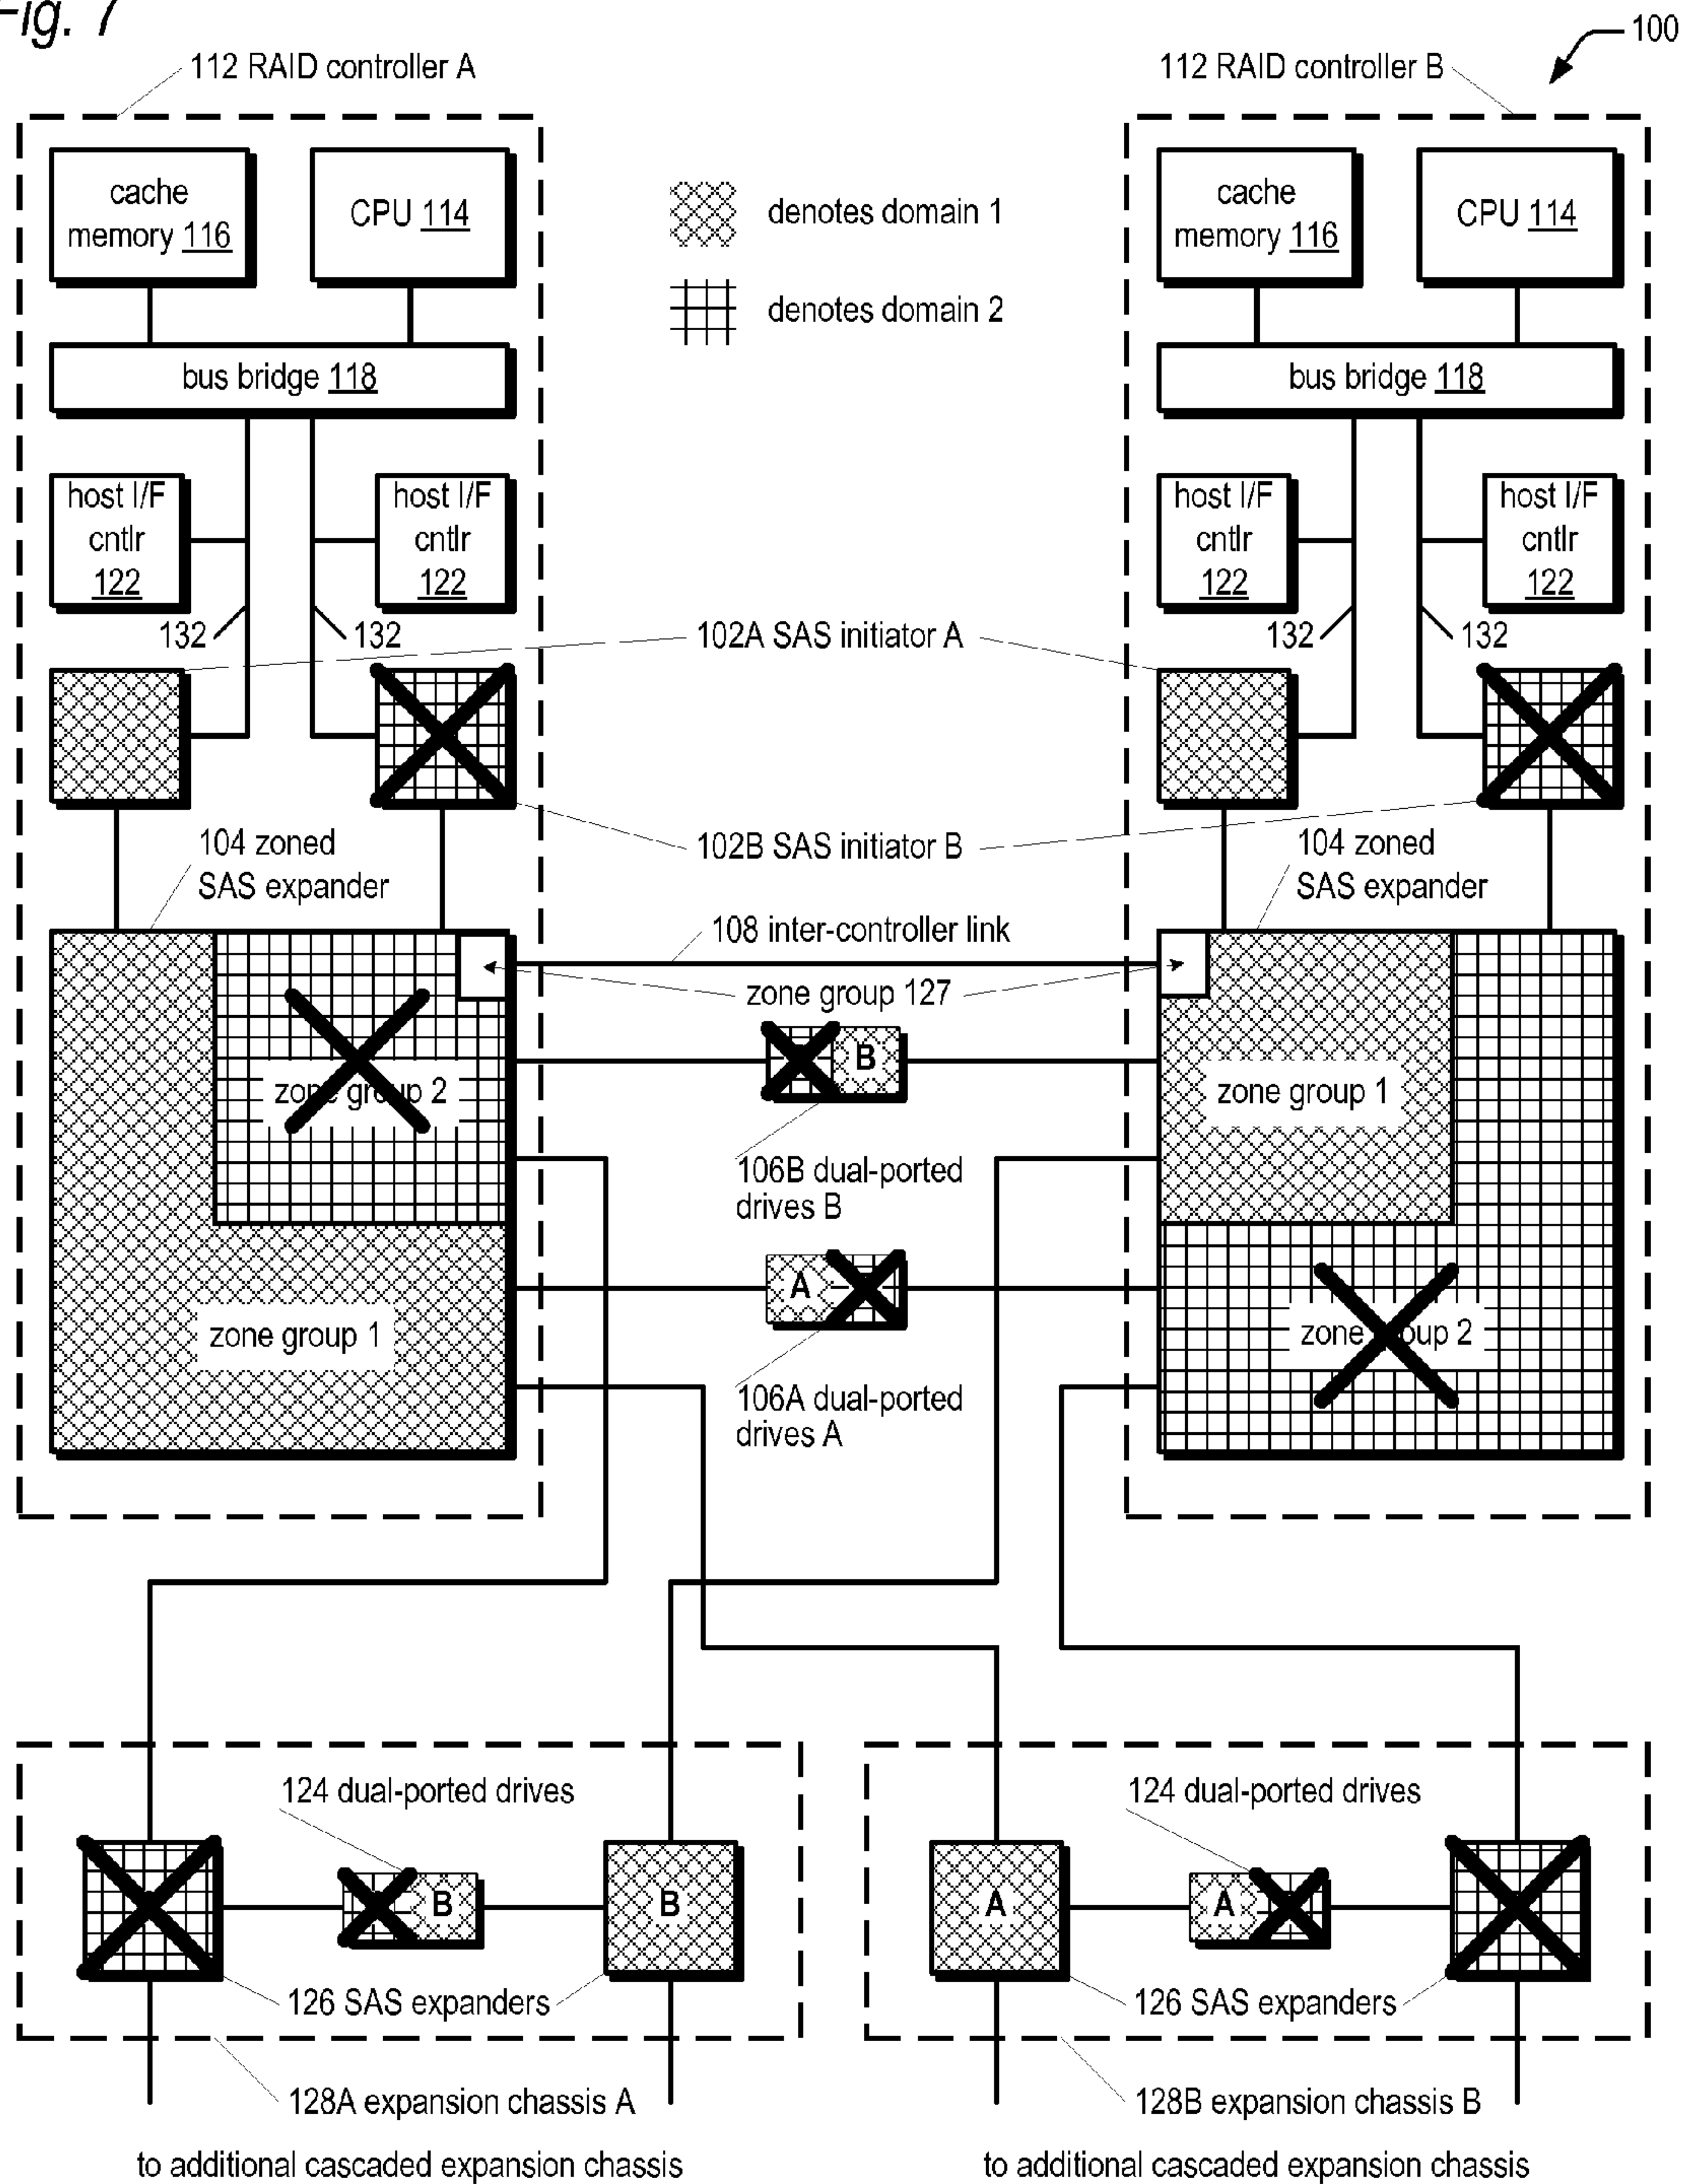 Fig. 7
100
112 RAID controller A
112 RAID controller B
cache
memory 116
CPU 114
denotes domain 1
denotes domain 2
cache
memory 116
CPU 114
bus bridge 118
bus bridge 118
host I/F
cntlr
122
host I/F
cntlr
122
host I/F
cntlr
122
host I/F
cntlr
122
132
132
102A SAS initiator A
132
132
104 zoned
SAS expander
102B SAS initiator B
104 zoned
SAS expander
108 inter-controller link
zone group 127
zone group 2
B
zone group 1
106B dual-ported
drives B
A
zone group 1
zone group 2
106A dual-ported
drives A
124 dual-ported drives
124 dual-ported drives
B
B
A
A
126 SAS expanders
126 SAS expanders
128A expansion chassis A
128B expansion chassis B
to additional cascaded expansion chassis
to additional cascaded expansion chassis